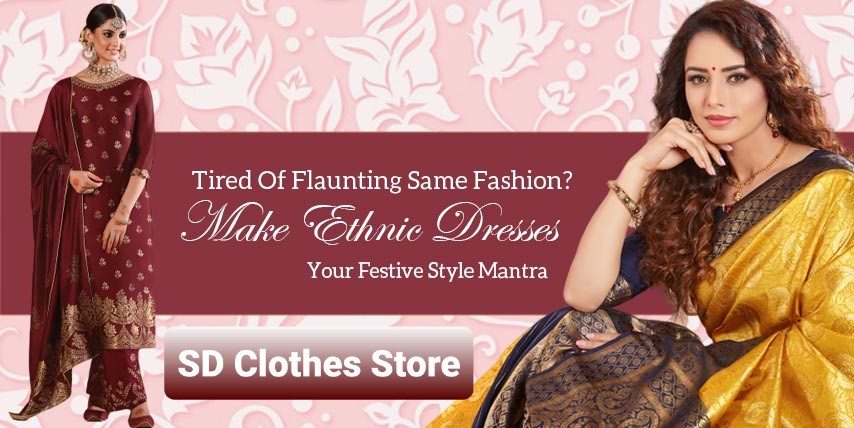 Tired Of Flaunting Same Fashion?
Make Ethnic Dresses
Your Festive Style Mantra
SD Clothes Store